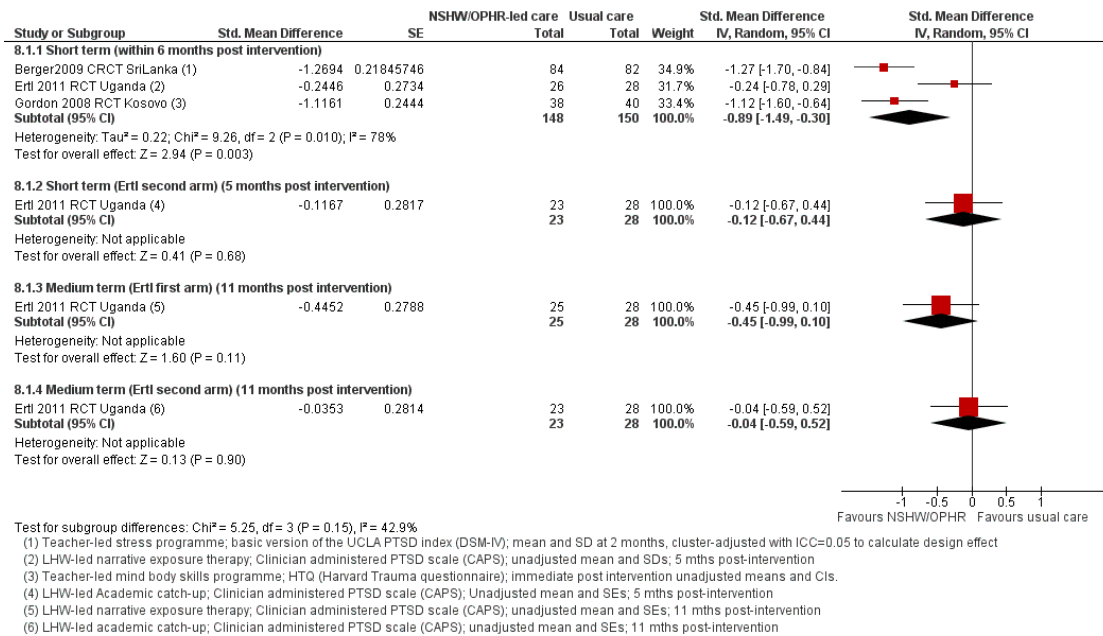 NSHW/OPHR-led care Usual care Std. Mean Difference Std. Mean Difference
Study or Subgroup Std. Mean Difference SE Total Total Weight IV, Random, 95% CI IV, Random, 95% CI
8.1.1 Short term (within 6 months post intervention)
Berger2009 CRCT SriLanka (1) -1.2694 0.21845746 84 82 34.9% -1.27 [-1.70, -0.84]
Ertl 2011 RCT Uganda (2) -0.2446 0.2734 26 28 31.7% -0.24 [-0.78, 0.29]
Gordon 2008 RCT Kosovo (3) -1.1161 0.2444 38 40 33.4% -1.12 [-1.60, -0.64]
Subtotal (95% CI) 148 150 100.0% -0.89 [-1.49, -0.30]
Heterogeneity: Tau² = 0.22; Chi² = 9.26, df = 2 (P = 0.010); I² = 78%
Test for overall effect: Z = 2.94 (P = 0.003)
8.1.2 Short term (Ertl second arm) (5 months post intervention)
Ertl 2011 RCT Uganda (4) -0.1167 0.2817 23 28 100.0% -0.12 [-0.67, 0.44]
Subtotal (95% CI) 23 28 100.0% -0.12 [-0.67, 0.44]
Heterogeneity: Not applicable
Test for overall effect: Z = 0.41 (P = 0.68)
8.1.3 Medium term (Ertl first arm) (11 months post intervention)
Ertl 2011 RCT Uganda (5) -0.4452 0.2788 25 28 100.0% -0.45 [-0.99, 0.10]
Subtotal (95% CI) 25 28 100.0% -0.45 [-0.99, 0.10]
Heterogeneity: Not applicable
Test for overall effect: Z = 1.60 (P = 0.11)
8.1.4 Medium term (Ertl second arm) (11 months post intervention)
Ertl 2011 RCT Uganda (6) -0.0353 0.2814 23 28 100.0% -0.04 [-0.59, 0.52]
Subtotal (95% CI) 23 28 100.0% -0.04 [-0.59, 0.52]
Heterogeneity: Not applicable
Test for overall effect: Z = 0.13 (P = 0.90)
-1 -0.5 0 0.5 1
Favours NSHW/OPHR Favours usual care
Test for subgroup differences: Chi² = 5.25, df = 3 (P = 0.15), I² = 42.9%
(1) Teacher-led stress programme; basic version of the UCLA PTSD index (DSM-IV); mean and SD at 2 months, cluster-adjusted with ICC=0.05 to calculate design effect
(2) LHW-led narrative exposure therapy; Clinician administered PTSD scale (CAPS); unadjusted mean and SDs; 5 mths post-intervention
(3) Teacher-led mind body skills programme; HTQ (Harvard Trauma questionnaire); immediate post intervention unadjusted means and CIs.
(4) LHW-led Academic catch-up; Clinician administered PTSD scale (CAPS); Unadjusted mean and SEs; 5 mths post-intervention
(5) LHW-led narrative exposure therapy; Clinician administered PTSD scale (CAPS); unadjusted mean and SEs; 11 mths post-intervention
(6) LHW-led academic catch-up; Clinician administered PTSD scale (CAPS); unadjusted mean and SEs; 11 mths post-intervention